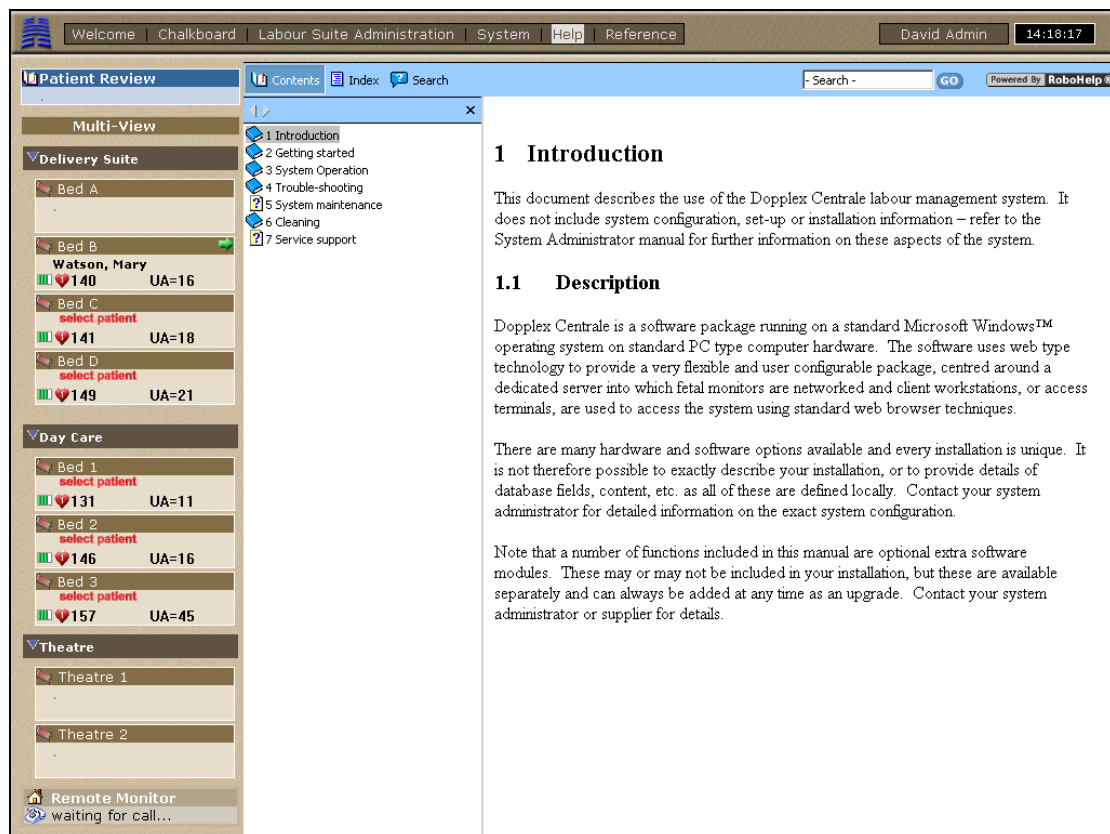 Welcome | Chalkboard | Labour Suite Administration | System | Help | Reference
David Admin
14:18:17
Patient Review
Multi-View
Delivery Suite
Bed A
Bed B
Watson, Mary
140 UA=16
Bed C
select patient
141 UA=18
Bed D
select patient
149 UA=21
Day Care
Bed 1
select patient
131 UA=11
Bed 2
select patient
146 UA=16
Bed 3
select patient
157 UA=45
Theatre
Theatre 1
Theatre 2
Remote Monitor
waiting for call...
Contents Index Search
- Search -
GO
Powered By RoboHelp®
1 Introduction
2 Getting started
3 System Operation
4 Trouble-shooting
5 System maintenance
6 Cleaning
7 Service support
1 Introduction
This document describes the use of the Dopplex Centrale labour management system. It
does not include system configuration, set-up or installation information – refer to the
System Administrator manual for further information on these aspects of the system.
1.1 Description
Dopplex Centrale is a software package running on a standard Microsoft Windows™
operating system on standard PC type computer hardware. The software uses web type
technology to provide a very flexible and user configurable package, centred around a
dedicated server into which fetal monitors are networked and client workstations, or access
terminals, are used to access the system using standard web browser techniques.
There are many hardware and software options available and every installation is unique. It
is not therefore possible to exactly describe your installation, or to provide details of
database fields, content, etc. as all of these are defined locally. Contact your system
administrator for detailed information on the exact system configuration.
Note that a number of functions included in this manual are optional extra software
modules. These may or may not be included in your installation, but these are available
separately and can always be added at any time as an upgrade. Contact your system
administrator or supplier for details.